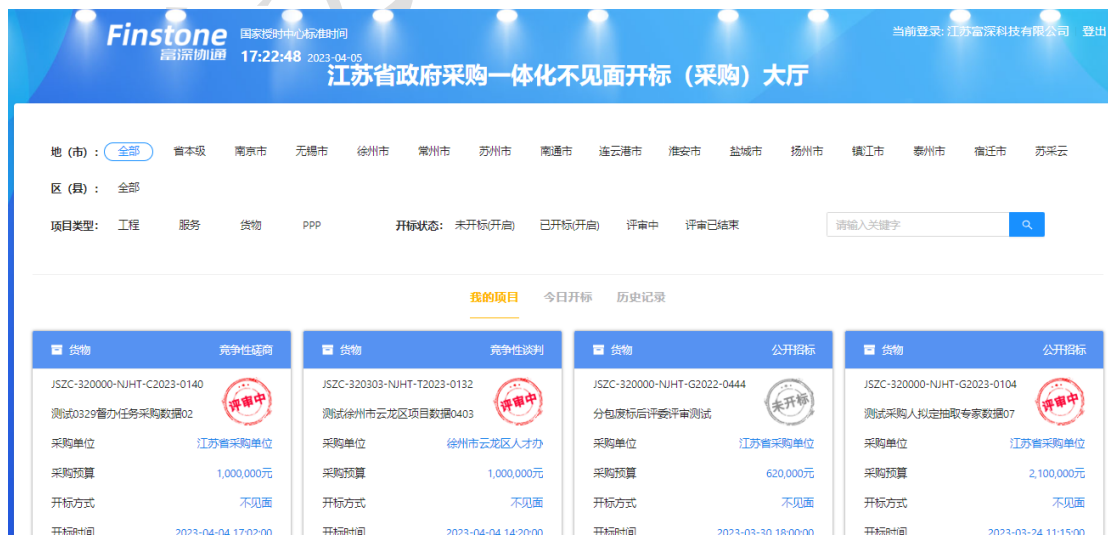 Finstone 国家授时中心标准时间 当前登录: 江苏富深科技有限公司 登出
富深协通 17:22:48 2023-04-05
江苏省政府采购一体化不见面开标（采购）大厅
地（市）: 全部 省本级 南京市 无锡市 徐州市 常州市 苏州市 南通市 连云港市 淮安市 盐城市 扬州市 镇江市 泰州市 宿迁市 苏采云
区（县）: 全部
项目类型: 工程 服务 货物 PPP 开标状态: 未开标(开启) 已开标(开启) 评审中 评审已结束 请输入关键字
我的项目 今日开标 历史记录
货物 竞争性磋商
JSZC-320000-NJHT-C2023-0140
测试0329督办任务采购数据02
评审中
采购单位 江苏省采购单位
采购预算 1,000,000元
开标方式 不见面
开标时间 2023-04-04 17:02:00
货物 竞争性谈判
JSZC-320303-NJHT-T2023-0132
测试徐州市云龙区项目数据0403
评审中
采购单位 徐州市云龙区人才办
采购预算 1,000,000元
开标方式 不见面
开标时间 2023-04-04 14:20:00
货物 公开招标
JSZC-320000-NJHT-G2022-0444
分包废标后评委评审测试
未开标
采购单位 江苏省采购单位
采购预算 620,000元
开标方式 不见面
开标时间 2023-03-30 18:00:00
货物 公开招标
JSZC-320000-NJHT-G2023-0104
测试采购人拟定抽取专家数据07
评审中
采购单位 江苏省采购单位
采购预算 2,100,000元
开标方式 不见面
开标时间 2023-03-24 11:15:00